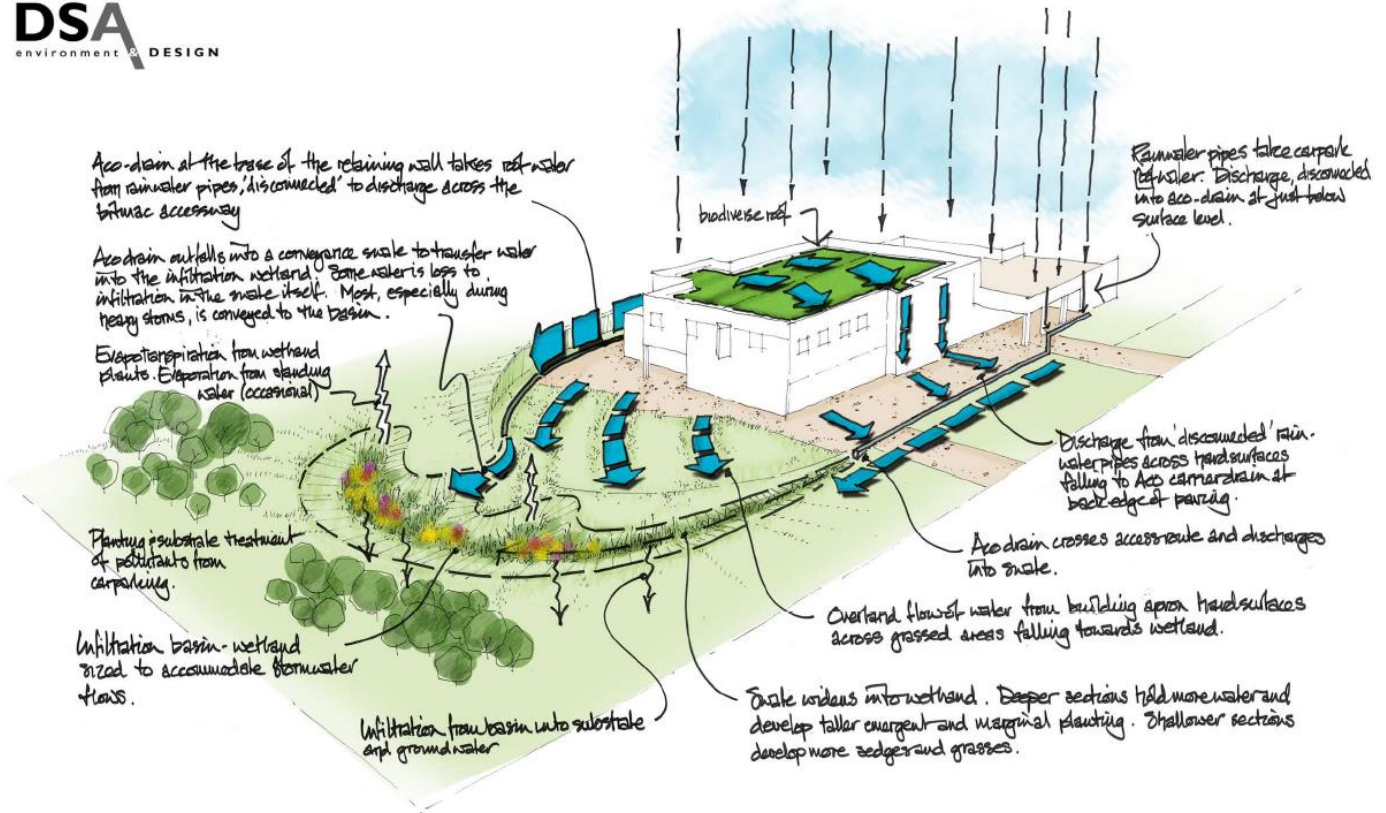 DSA
environment & DESIGN
Aco-drain at the base of the retaining wall takes roof water
from rainwater pipes, 'disconnected' to discharge across the
bitmac accessway
Aco drain outfalls into a conveyance swale to transfer water
into the infiltration wetland. Some water is loss to
infiltration in the swale itself. Most, especially during
heavy storms, is conveyed to the basin.
Evapotranspiration from wetland
plants. Evaporation from standing
water (occasional)
Planting & substrate treatment
of pollutants from
carparking.
Infiltration basin-wetland
sized to accommodate stormwater
flows.
Infiltration from basin into substrate
and groundwater
biodiverse roof
Rainwater pipes take carpark
roof water. Discharge, disconnected
into aco-drain at just below
surface level.
Discharge from 'disconnected' rain-
water pipes across hard surfaces
falling to Aco carrier drain at
back edge of paving.
Aco drain crosses access route and discharges
into swale.
Overland flow of water from building apron hard surfaces
across grassed areas falling towards wetland.
Swale widens into wetland. Deeper sections hold more water and
develop taller emergent and marginal planting. Shallower sections
develop more sedges and grasses.